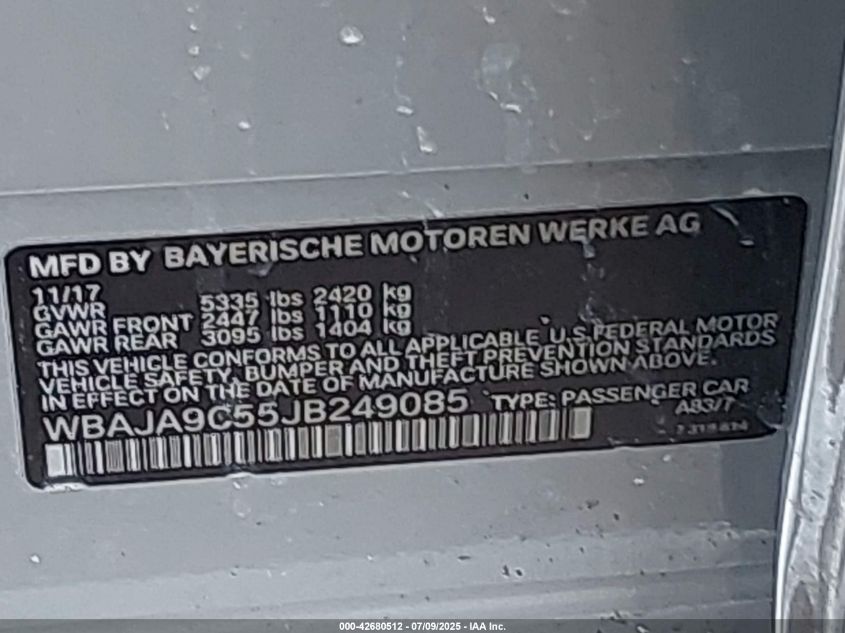 MFD BY BAYERISCHE MOTOREN WERKE AG
11/17
GVWR 5335 lbs 2420 kg
GAWR FRONT 2447 lbs 1110 kg
GAWR REAR 3095 lbs 1404 kg
THIS VEHICLE CONFORMS TO ALL APPLICABLE U.S. FEDERAL MOTOR
VEHICLE SAFETY, BUMPER AND THEFT PREVENTION STANDARDS
IN EFFECT ON THE DATE OF MANUFACTURE SHOWN ABOVE.
WBAJA9C55JB249085 TYPE: PASSENGER CAR
A83/7
000-42680512 - 07/09/2025 - IAA Inc.